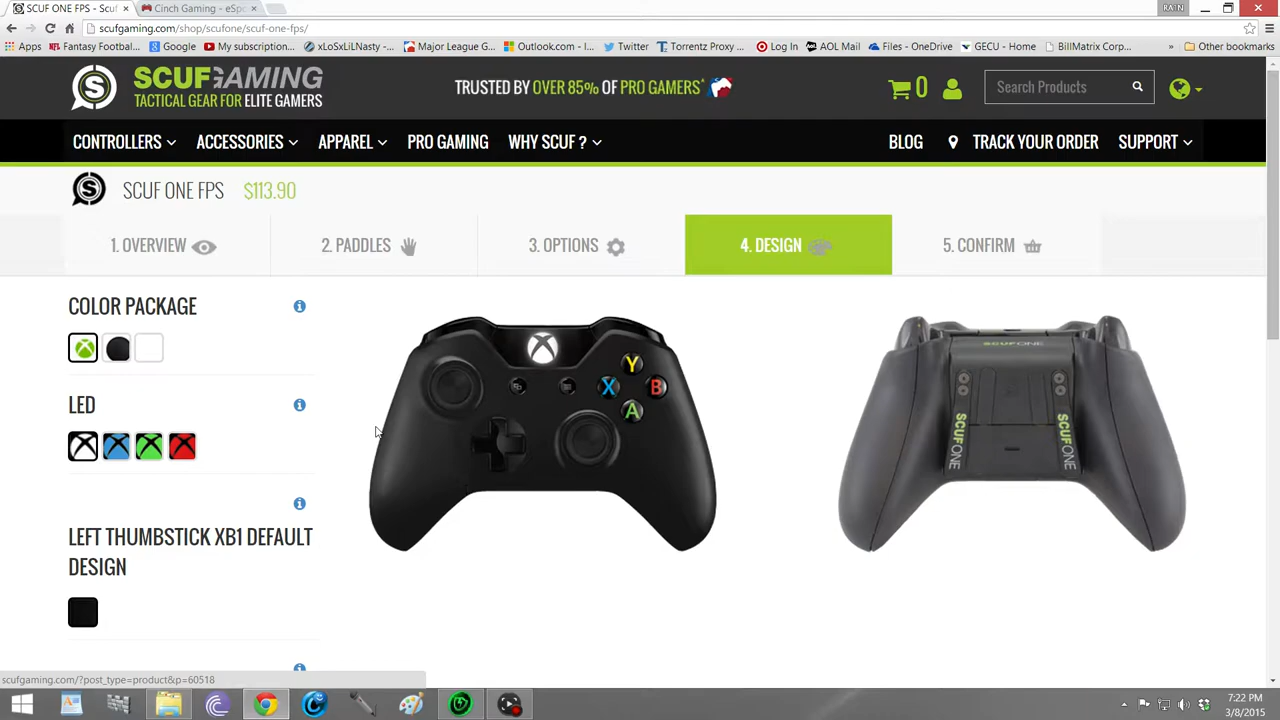 SCUF ONE FPS - Scuf ×
Cinch Gaming - eSpo ×
RAIN
scufgaming.com/shop/scufone/scuf-one-fps/
Apps NFL Fantasy Footbal... Google My subscription... xLoSxLilNasty -... Major League G... Outlook.com - l... Twitter Torrentz Proxy ... Log In AOL Mail Files - OneDrive GECU - Home BillMatrix Corp... » Other bookmarks
SCUFGAMING
TACTICAL GEAR FOR ELITE GAMERS
TRUSTED BY OVER 85% OF PRO GAMERS*
0
Search Products
CONTROLLERS ACCESSORIES APPAREL PRO GAMING WHY SCUF ? BLOG TRACK YOUR ORDER SUPPORT
SCUF ONE FPS $113.90
1. OVERVIEW 2. PADDLES 3. OPTIONS 4. DESIGN 5. CONFIRM
COLOR PACKAGE
LED
LEFT THUMBSTICK XB1 DEFAULT
DESIGN
Y
X B
A
SCUFONE
SCUFONE
SCUFONE
scufgaming.com/?post_type=product&p=60518
7:22 PM
3/8/2015